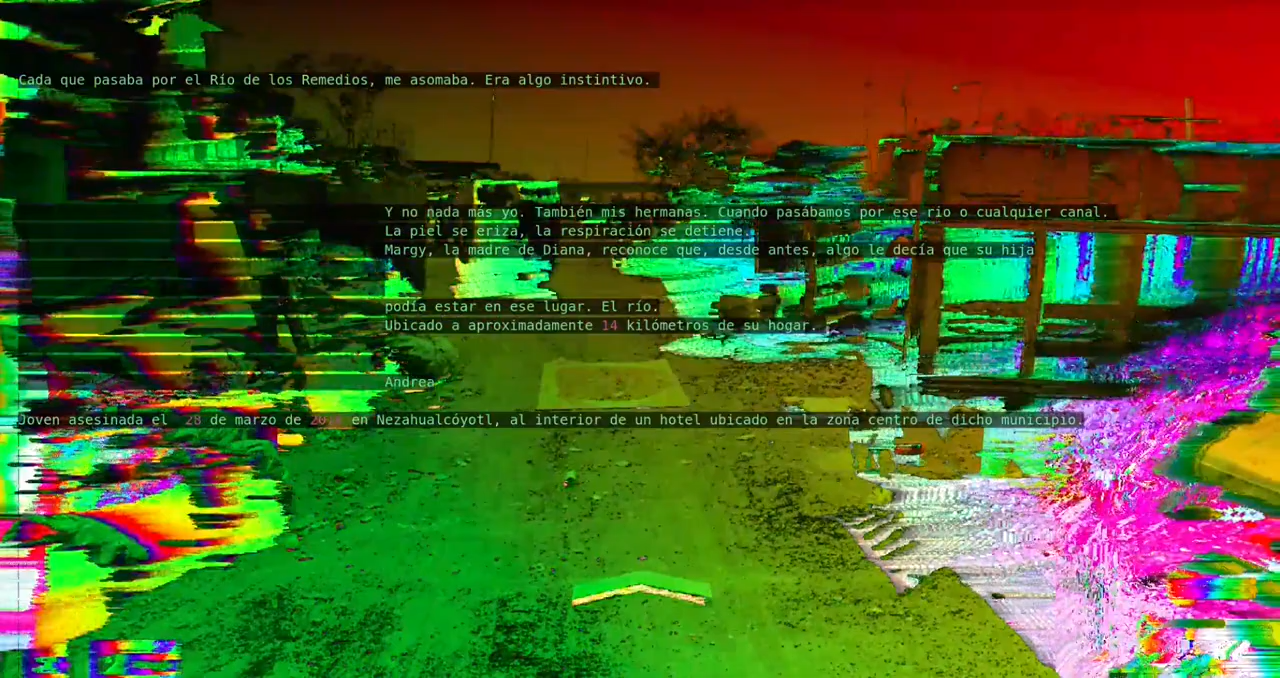 Cada que pasaba por el Río de los Remedios, me asomaba. Era algo instintivo.
Y no nada más yo. También mis hermanas. Cuando pasábamos por ese rio o cualquier canal.
La piel se eriza, la respiración se detiene.
Margy, la madre de Diana, reconoce que, desde antes, algo le decía que su hija
podía estar en ese lugar. El río.
Ubicado a aproximadamente 14 kilómetros de su hogar.
Andrea
Joven asesinada el 28 de marzo de en Nezahualcóyotl, al interior de un hotel ubicado en la zona centro de dicho municipio.